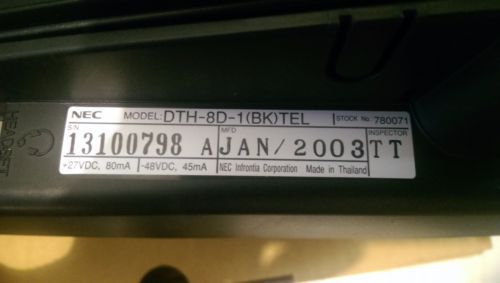 NEC MODEL: DTH-8D-1(BK)TEL STOCK No. 780071
S/N MFD INSPECTOR
13100798 A JAN/2003 TT
+27VDC, 80mA -48VDC, 45mA NEC Infrontia Corporation Made in Thailand
HEADSET